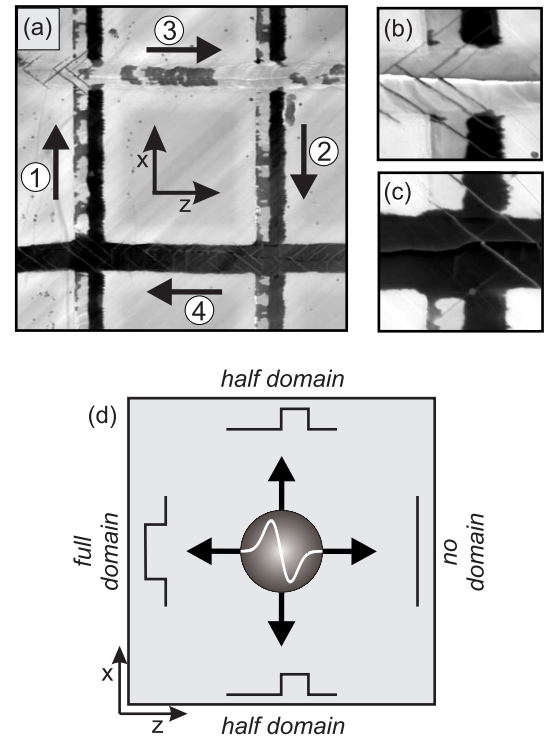 (a)
3
(b)
1
x
z
2
(c)
4
half domain
(d)
full
domain
no
domain
x
z
half domain